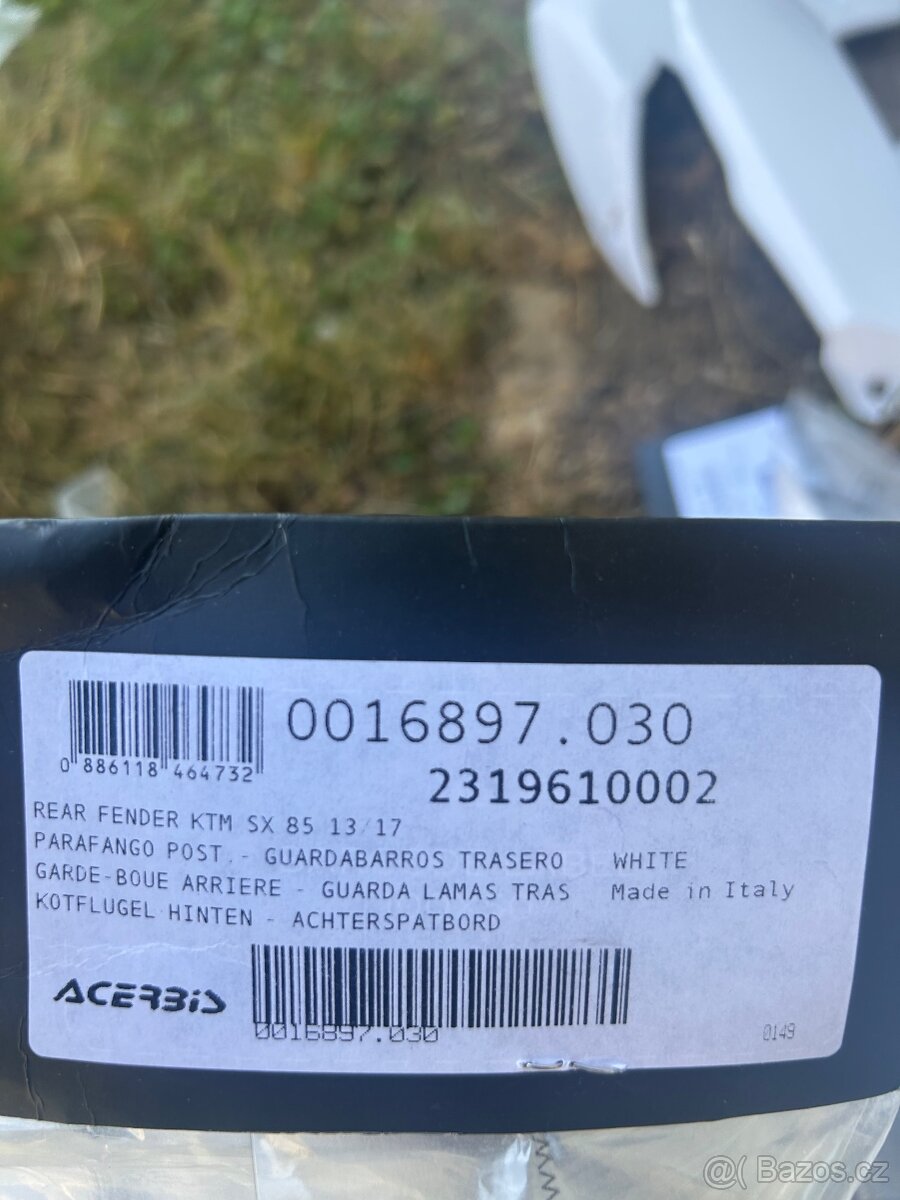 0016897.030
0 886118 464732
2319610002
REAR FENDER KTM SX 85 13/17
PARAFANGO POST. - GUARDABARROS TRASERO WHITE
GARDE-BOUE ARRIERE - GUARDA LAMAS TRAS Made in Italy
KOTFLUGEL HINTEN - ACHTERSPATBORD
ACERBIS
0016897.030
0149
@( Bazos.cz